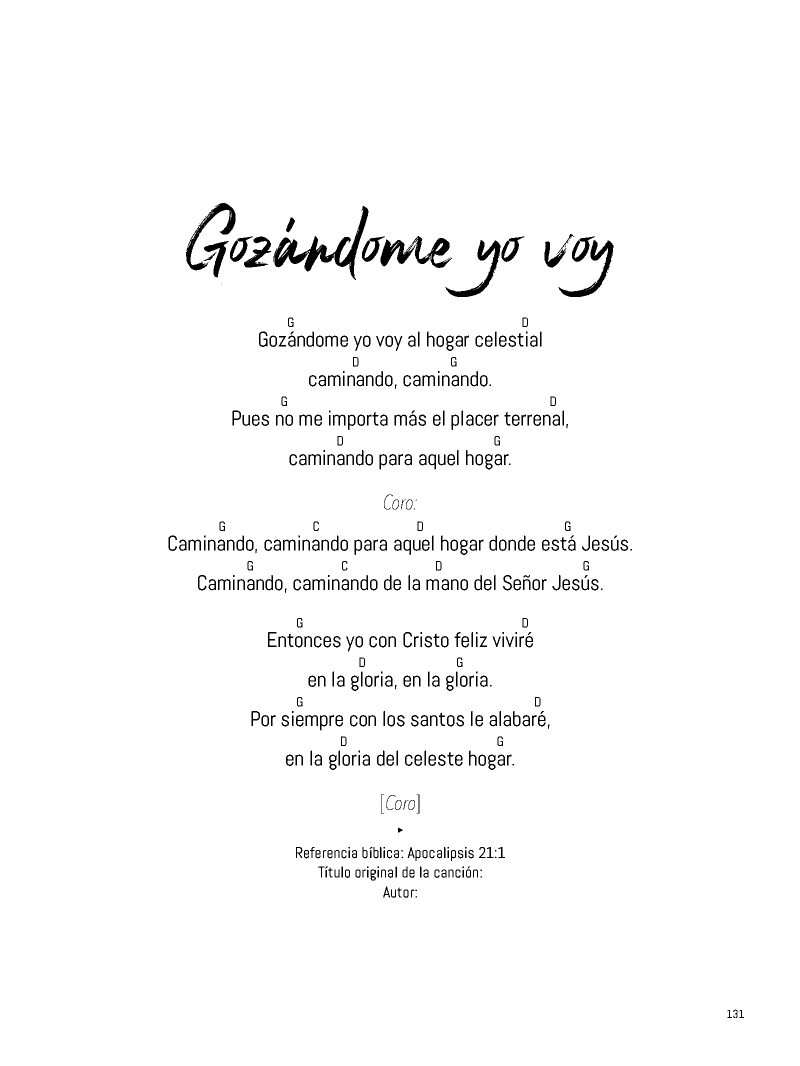 Gozándome yo voy
G D
Gozándome yo voy al hogar celestial
D G
caminando, caminando.
G D
Pues no me importa más el placer terrenal,
D G
caminando para aquel hogar.
Coro:
G C D G
Caminando, caminando para aquel hogar donde está Jesús.
G C D G
Caminando, caminando de la mano del Señor Jesús.
G D
Entonces yo con Cristo feliz viviré
D G
en la gloria, en la gloria.
G D
Por siempre con los santos le alabaré,
D G
en la gloria del celeste hogar.
[Coro]
Referencia bíblica: Apocalipsis 21:1
Título original de la canción:
Autor:
131